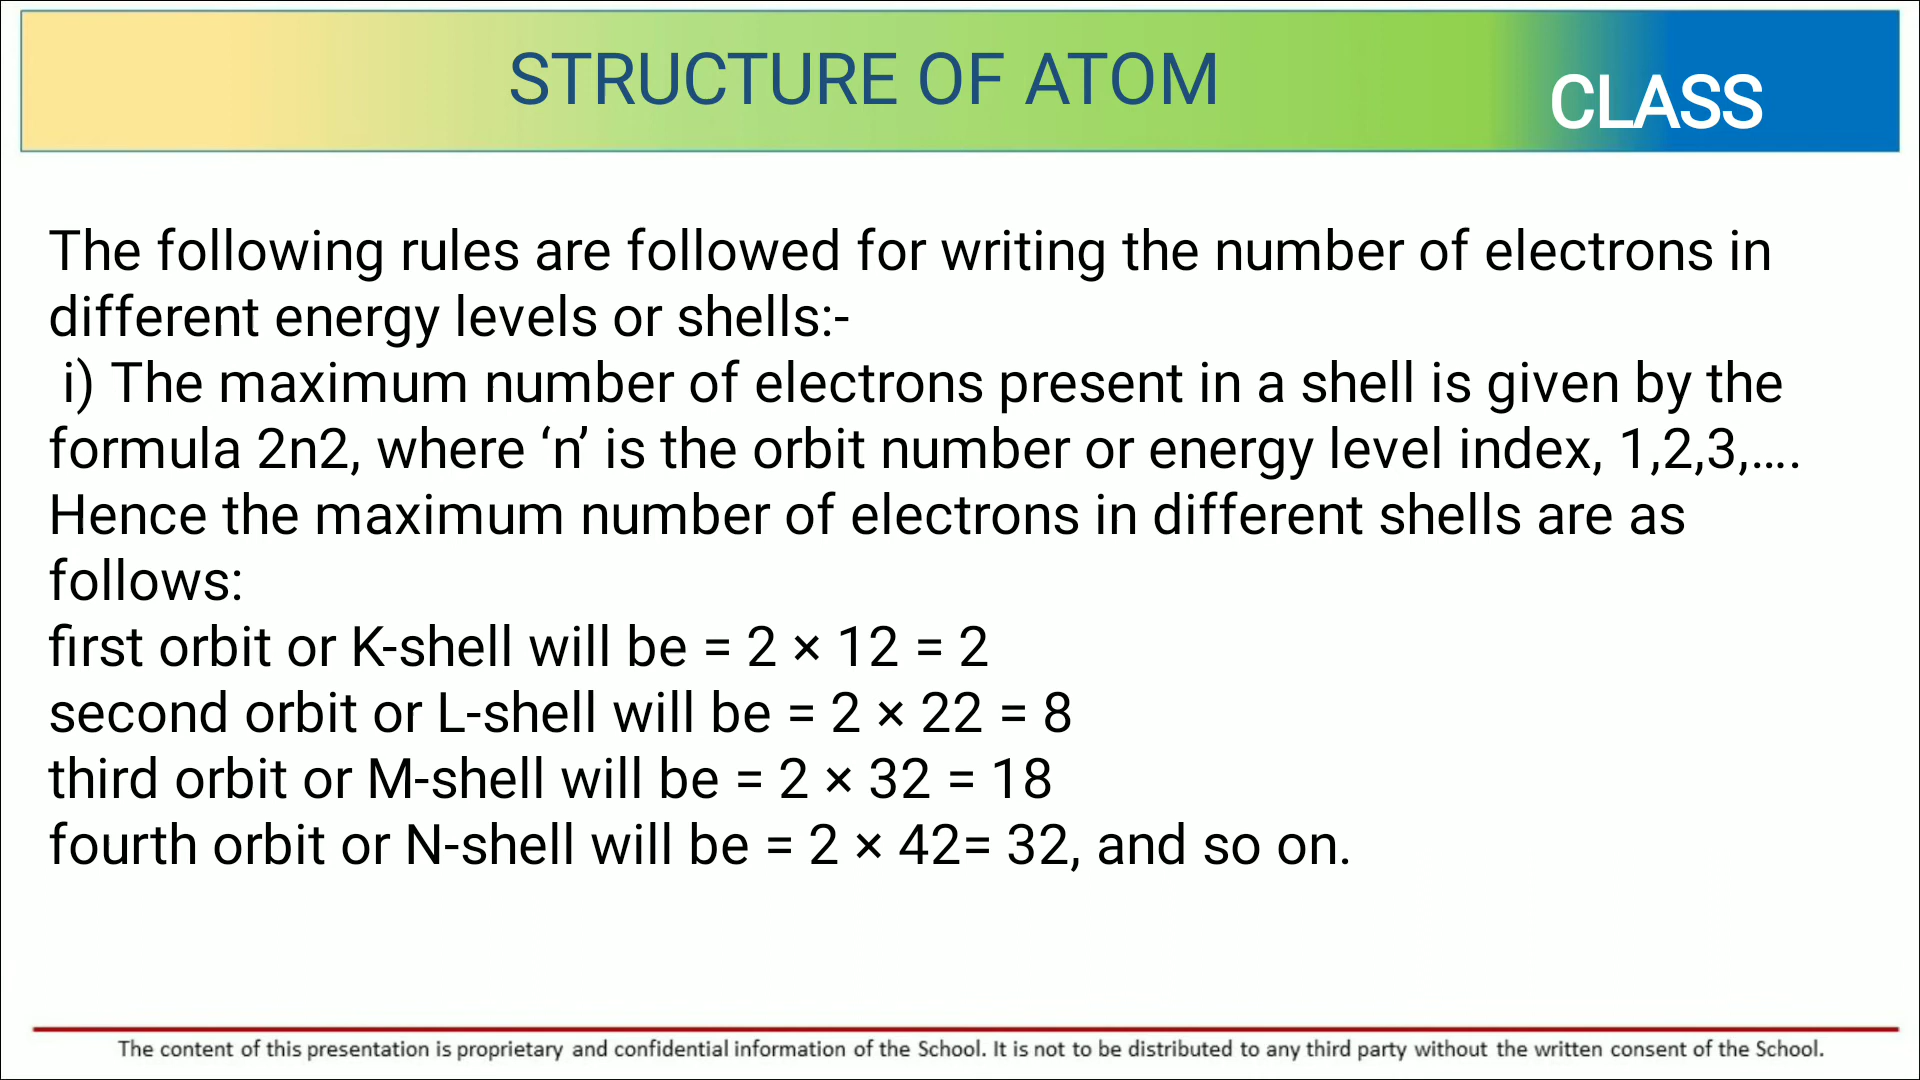 STRUCTURE OF ATOM
CLASS
The following rules are followed for writing the number of electrons in
different energy levels or shells:-
i) The maximum number of electrons present in a shell is given by the
formula 2n2, where ‘n’ is the orbit number or energy level index, 1,2,3,....
Hence the maximum number of electrons in different shells are as
follows:
first orbit or K-shell will be = 2 × 12 = 2
second orbit or L-shell will be = 2 × 22 = 8
third orbit or M-shell will be = 2 × 32 = 18
fourth orbit or N-shell will be = 2 × 42= 32, and so on.
The content of this presentation is proprietary and confidential information of the School. It is not to be distributed to any third party without the written consent of the School.